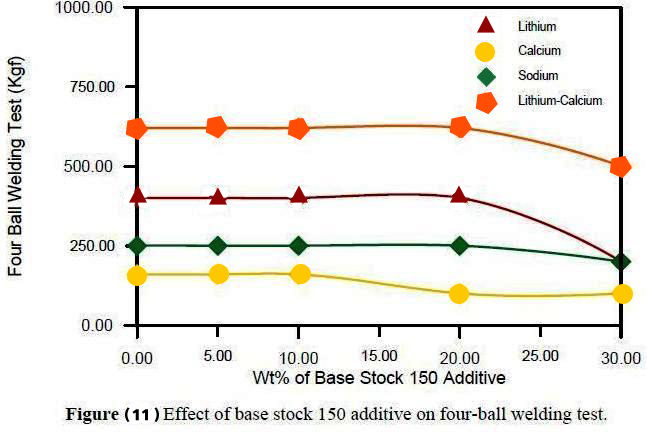 1000.00
750.00
500.00
250.00
0.00
Four Ball Welding Test (Kgf)
Lithium
Calcium
Sodium
Lithium-Calcium
0.00 5.00 10.00 15.00 20.00 25.00 30.00
Wt% of Base Stock 150 Additive
Figure (11) Effect of base stock 150 additive on four-ball welding test.